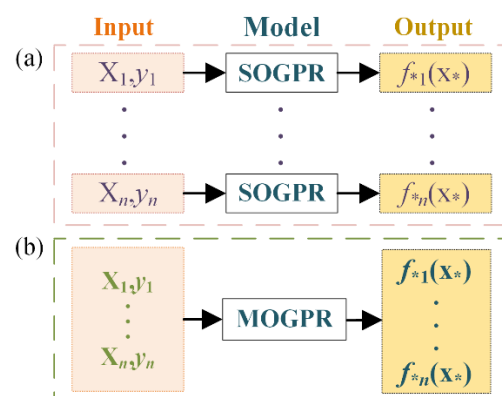 Input Model Output
(a)
X₁,y₁ SOGPR f*₁(x*)
Xₙ,yₙ SOGPR f*ₙ(x*)
(b)
X₁,y₁ f*₁(x*)
MOGPR
Xₙ,yₙ f*ₙ(x*)